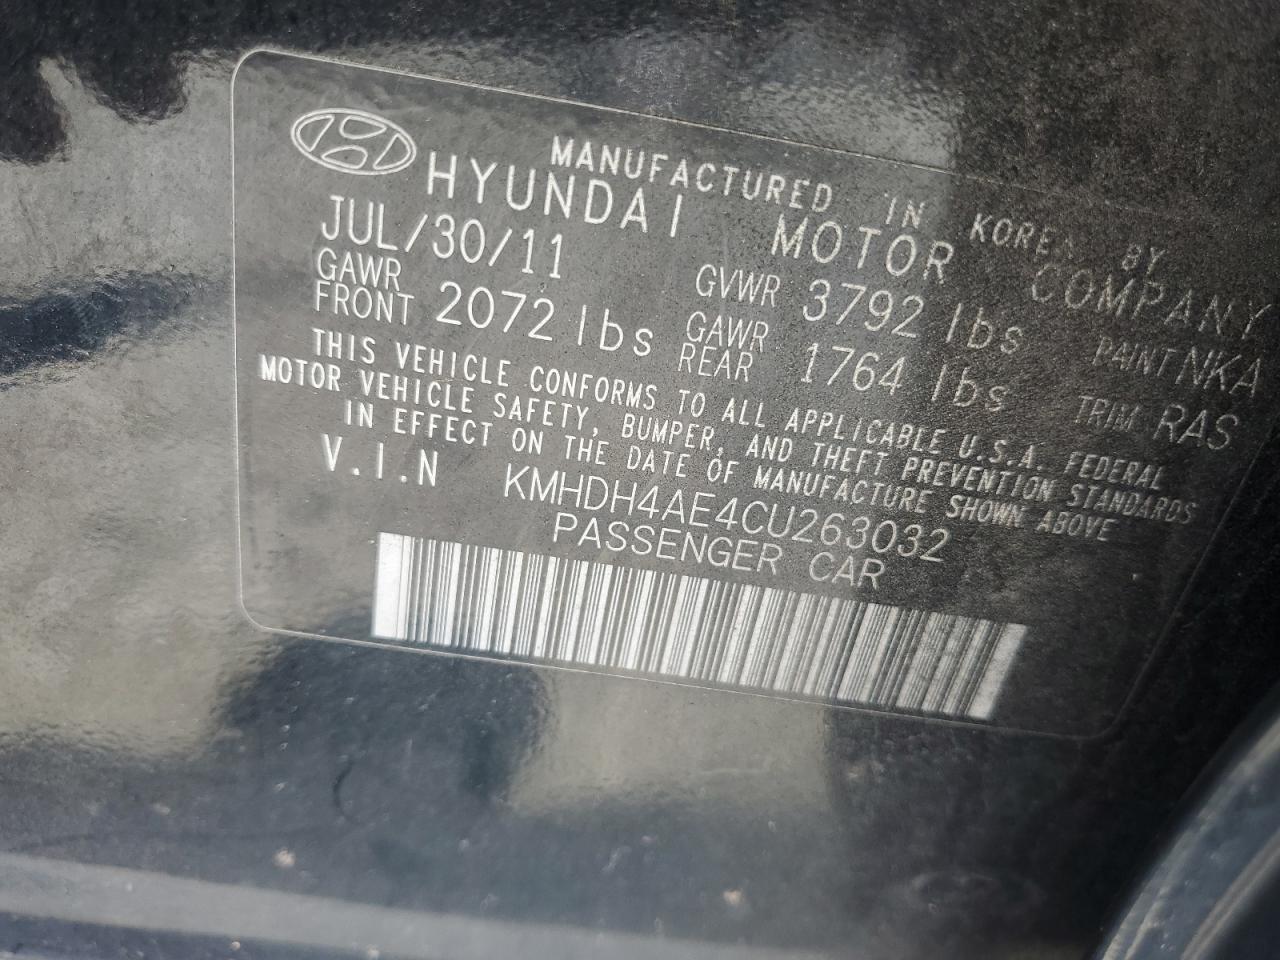 MANUFACTURED IN KOREA BY
HYUNDAI MOTOR COMPANY
JUL/30/11 GVWR 3792 lbs PAINT NKA
GAWR FRONT 2072 lbs GAWR REAR 1764 lbs TRIM RAS
THIS VEHICLE CONFORMS TO ALL APPLICABLE U.S.A. FEDERAL
MOTOR VEHICLE SAFETY, BUMPER, AND THEFT PREVENTION STANDARDS
IN EFFECT ON THE DATE OF MANUFACTURE SHOWN ABOVE
V.I.N KMHDH4AE4CU263032
PASSENGER CAR